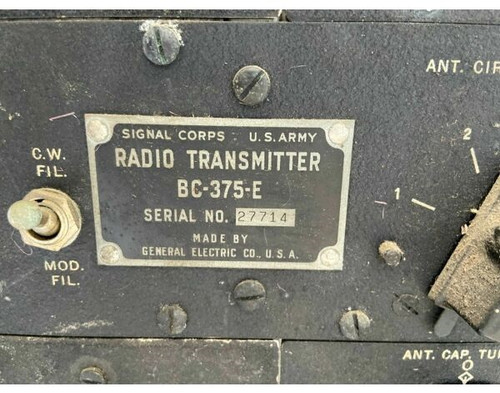 ANT. CIR
SIGNAL CORPS - U.S. ARMY
RADIO TRANSMITTER
BC-375-E
SERIAL NO. 27714
MADE BY
GENERAL ELECTRIC CO., U.S.A.
C.W.
FIL.
MOD.
FIL.
2
1
ANT. CAP. TU
0